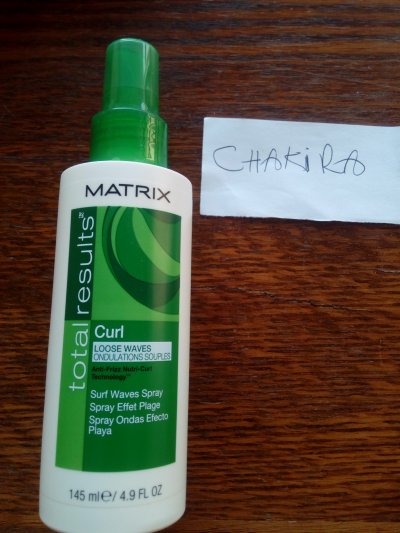 MATRIX
total results
Curl
LOOSE WAVES
ONDULATIONS SOUPLES
Anti-Frizz Nutri-Curl
Technology™
Surf Waves Spray
Spray Effet Plage
Spray Ondas Efecto
Playa
145 ml e / 4.9 FL OZ
CHAKiRA